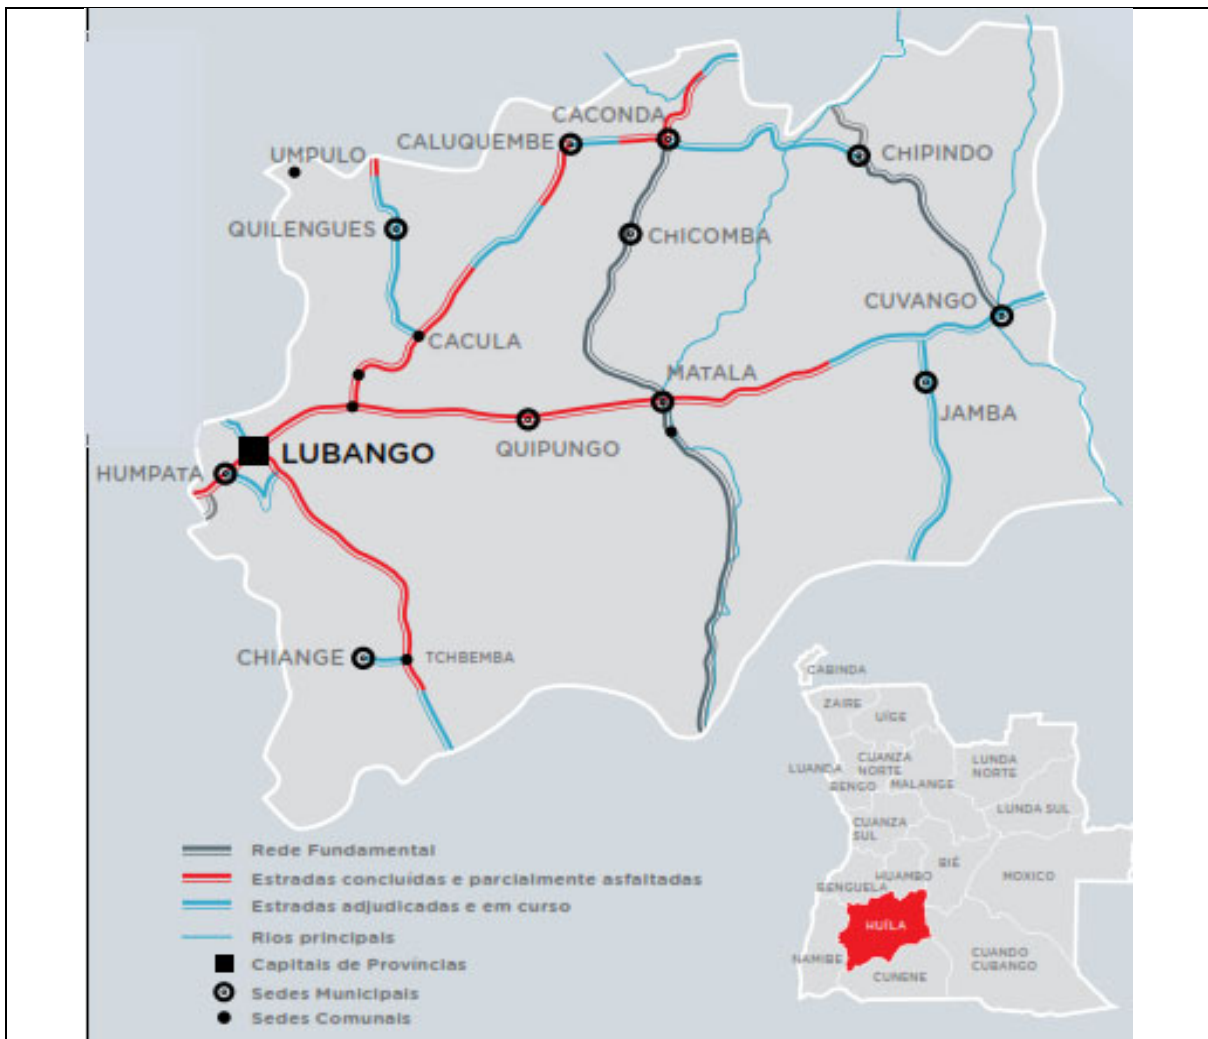 CACONDA
CALUQUEMBE
UMPULO
CHIPINDO
QUILENGUES
CHICOMBA
CUVANGO
CACULA
MATALA
JAMBA
QUIPUNGO
LUBANGO
HUMPATA
CHIANGE
TCHBEMBA
CABINDA
ZAIRE
UÍGE
LUANDA
CUANZA
NORTE
LUNDA
NORTE
BENGO
MALANGE
LUNDA SUL
CUANZA
SUL
BIÉ
HUAMBO
MOXICO
BENGUELA
HUÍLA
NAMIBE
CUANDO
CUBANGO
CUNENE
Rede Fundamental
Estradas concluídas e parcialmente asfaltadas
Estradas adjudicadas e em curso
Rios principais
Capitais de Províncias
Sedes Municipais
Sedes Comunais